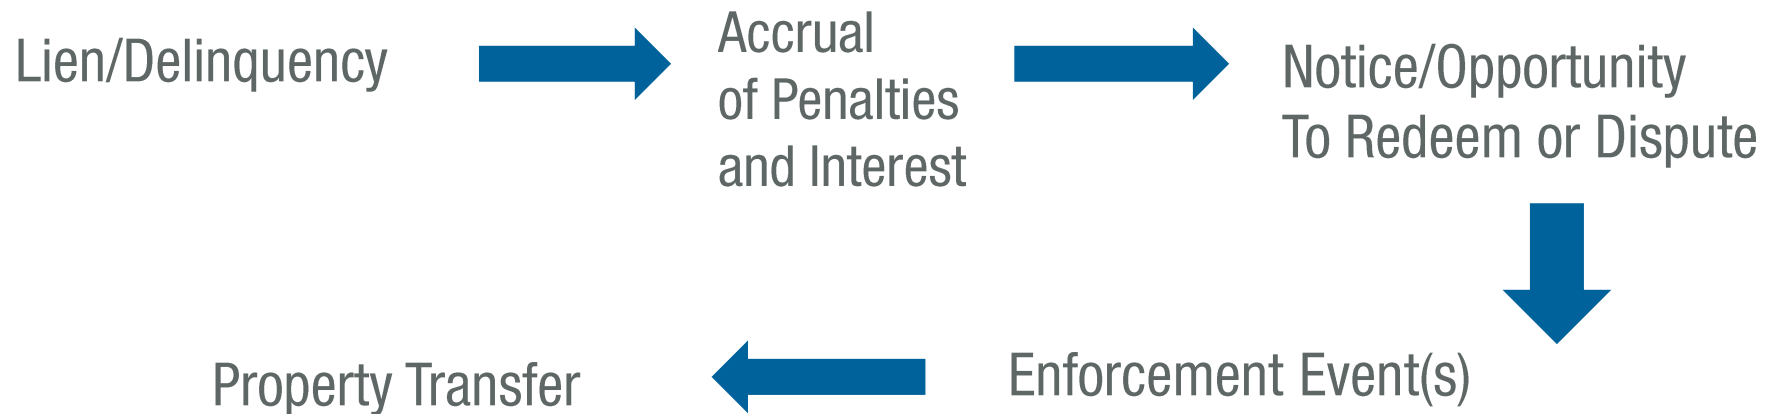 Lien/Delinquency
Accrual
of Penalties
and Interest
Notice/Opportunity
To Redeem or Dispute
Enforcement Event(s)
Property Transfer